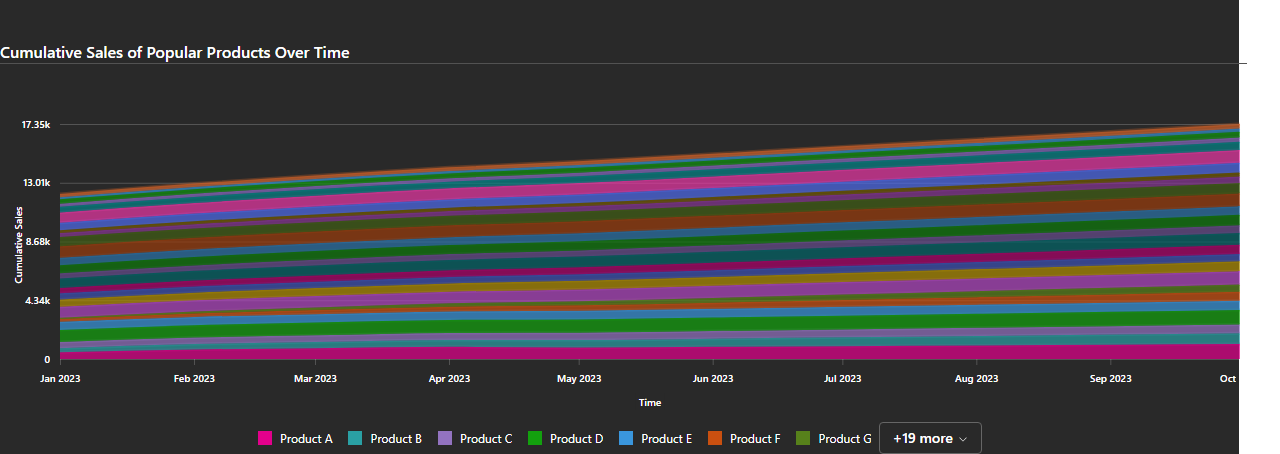 Cumulative Sales of Popular Products Over Time
17.35k
13.01k
8.68k
4.34k
0
Cumulative Sales
Jan 2023 Feb 2023 Mar 2023 Apr 2023 May 2023 Jun 2023 Jul 2023 Aug 2023 Sep 2023 Oct
Time
Product A Product B Product C Product D Product E Product F Product G +19 more